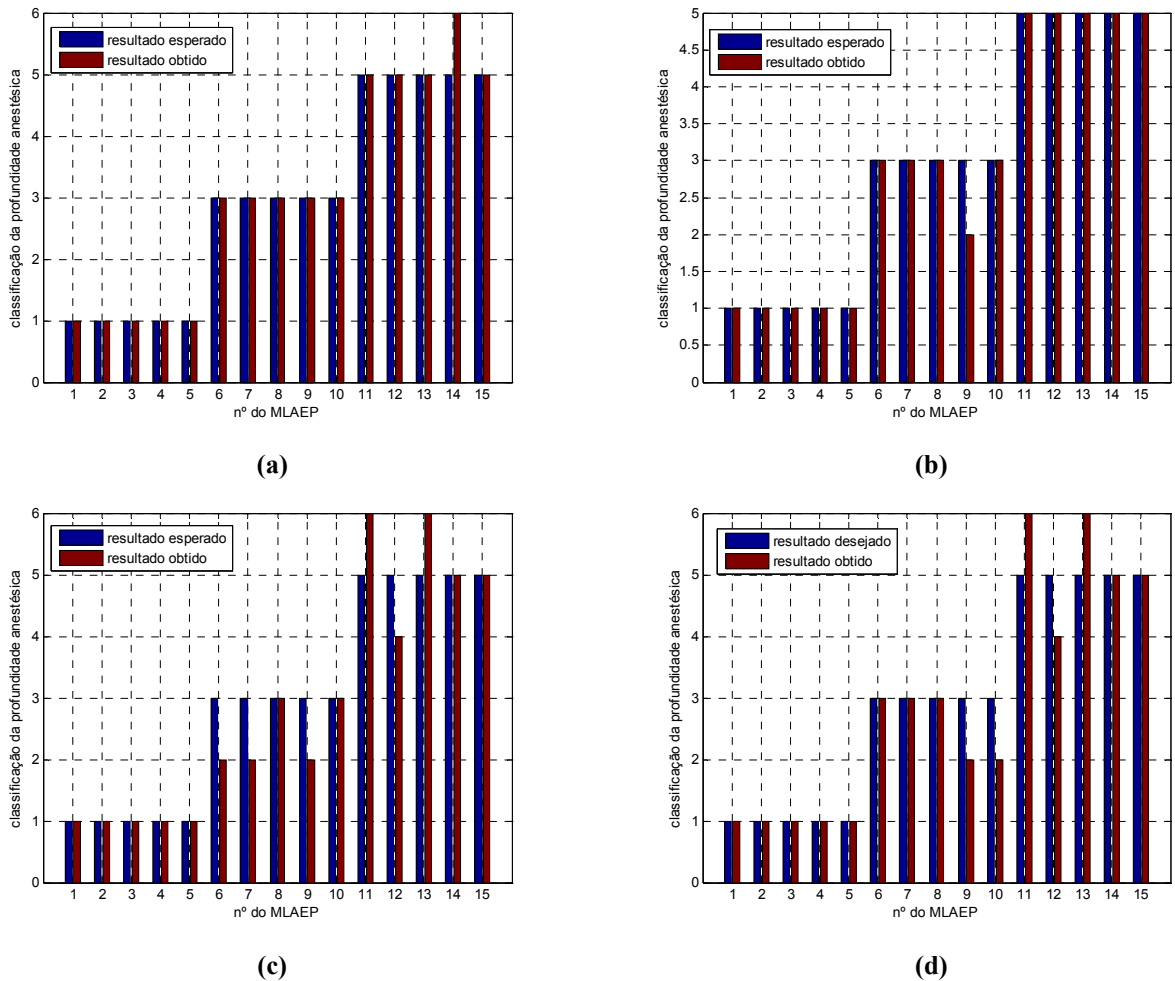 6
5
4
3
2
1
0
classificação da profundidade anestésica
resultado esperado
resultado obtido
1 2 3 4 5 6 7 8 9 10 11 12 13 14 15
nº do MLAEP
(a)
5
4.5
4
3.5
3
2.5
2
1.5
1
0.5
0
classificação da profundidade anestésica
resultado esperado
resultado obtido
1 2 3 4 5 6 7 8 9 10 11 12 13 14 15
nº do MLAEP
(b)
6
5
4
3
2
1
0
classificação da profundidade anestésica
resultado esperado
resultado obtido
1 2 3 4 5 6 7 8 9 10 11 12 13 14 15
nº do MLAEP
(c)
6
5
4
3
2
1
0
classificação da profundidade anestésica
resultado desejado
resultado obtido
1 2 3 4 5 6 7 8 9 10 11 12 13 14 15
nº do MLAEP
(d)